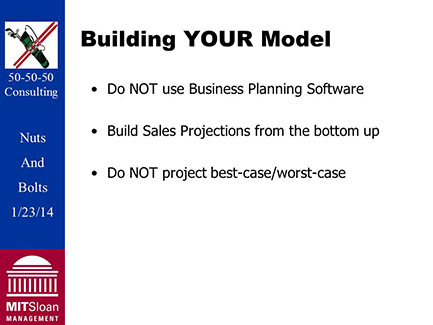 Building YOUR Model
• Do NOT use Business Planning Software
• Build Sales Projections from the bottom up
• Do NOT project best-case/worst-case
50-50-50
Consulting
Nuts
And
Bolts
1/23/14
MITSloan
MANAGEMENT